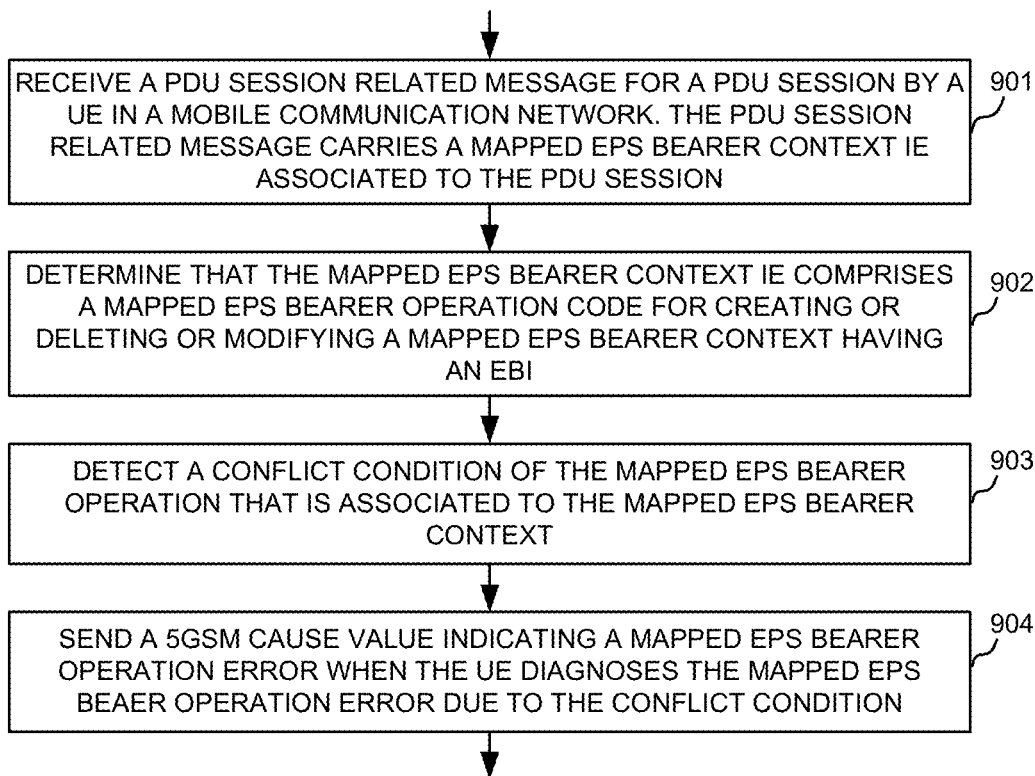 RECEIVE A PDU SESSION RELATED MESSAGE FOR A PDU SESSION BY A
UE IN A MOBILE COMMUNICATION NETWORK. THE PDU SESSION
RELATED MESSAGE CARRIES A MAPPED EPS BEARER CONTEXT IE
ASSOCIATED TO THE PDU SESSION
901
DETERMINE THAT THE MAPPED EPS BEARER CONTEXT IE COMPRISES
A MAPPED EPS BEARER OPERATION CODE FOR CREATING OR
DELETING OR MODIFYING A MAPPED EPS BEARER CONTEXT HAVING
AN EBI
902
DETECT A CONFLICT CONDITION OF THE MAPPED EPS BEARER
OPERATION THAT IS ASSOCIATED TO THE MAPPED EPS BEARER
CONTEXT
903
SEND A 5GSM CAUSE VALUE INDICATING A MAPPED EPS BEARER
OPERATION ERROR WHEN THE UE DIAGNOSES THE MAPPED EPS
BEAER OPERATION ERROR DUE TO THE CONFLICT CONDITION
904